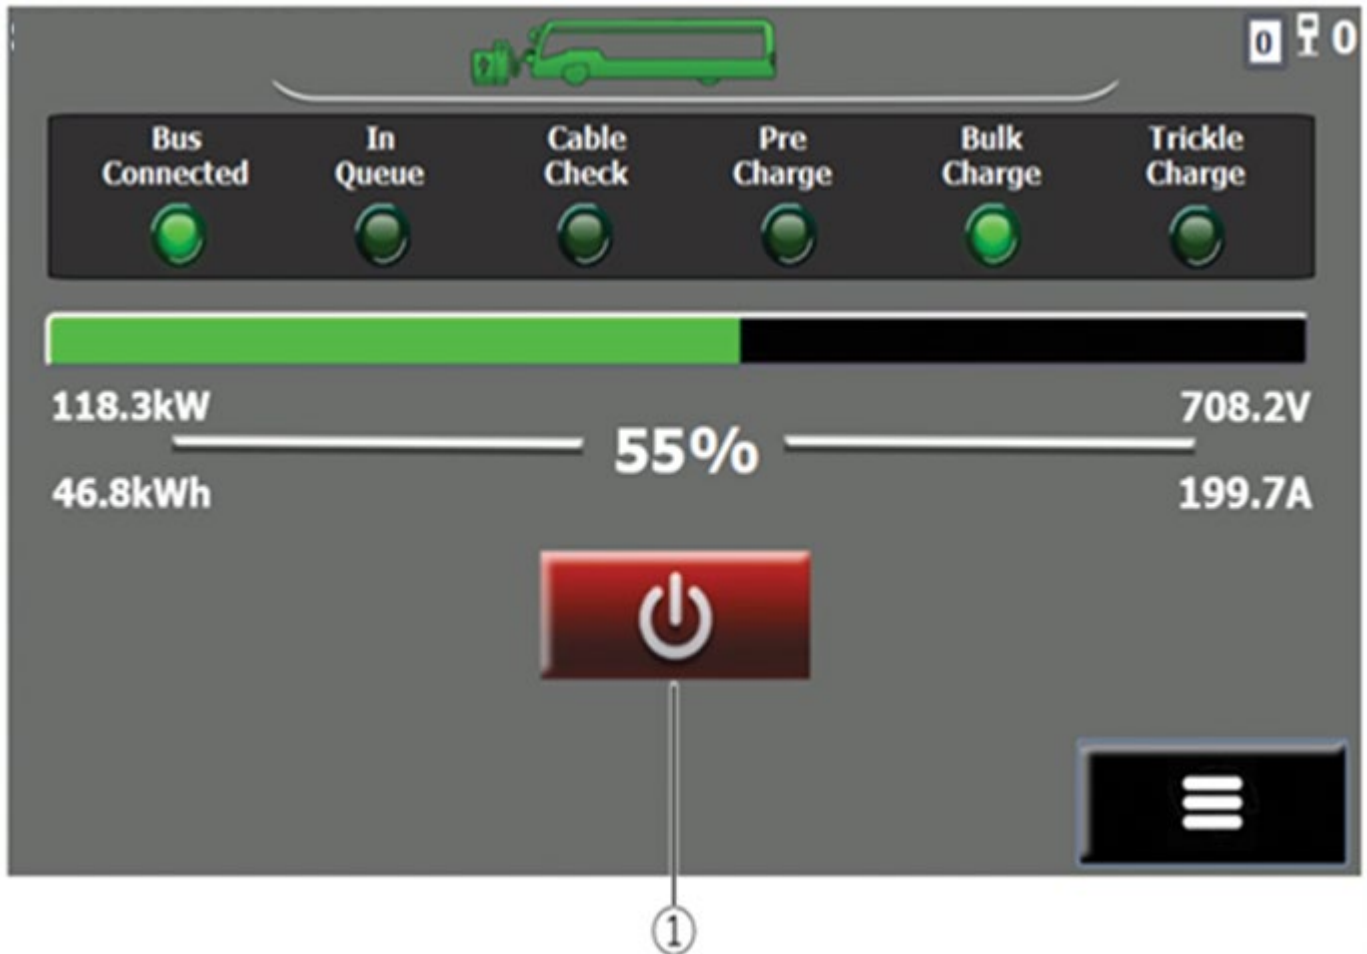 0 0
Bus
Connected
In
Queue
Cable
Check
Pre
Charge
Bulk
Charge
Trickle
Charge
118.3kW
708.2V
55%
46.8kWh
199.7A
1